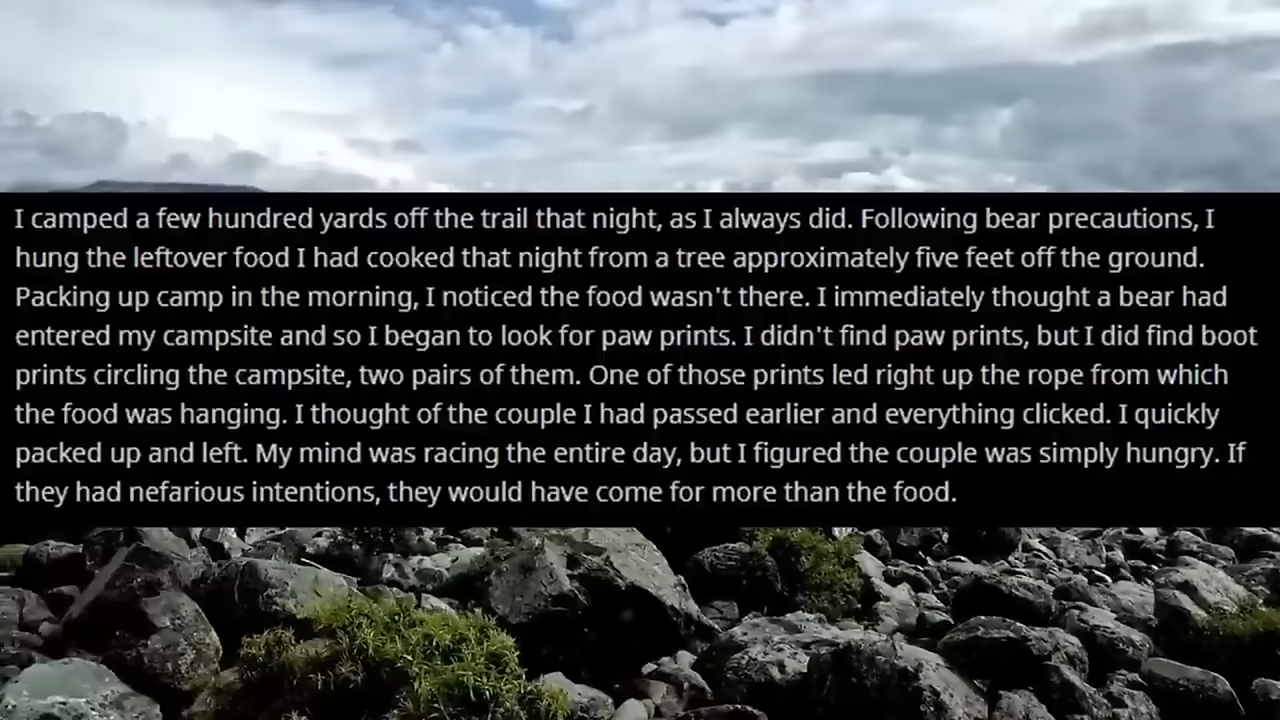 I camped a few hundred yards off the trail that night, as I always did. Following bear precautions, I
hung the leftover food I had cooked that night from a tree approximately five feet off the ground.
Packing up camp in the morning, I noticed the food wasn't there. I immediately thought a bear had
entered my campsite and so I began to look for paw prints. I didn't find paw prints, but I did find boot
prints circling the campsite, two pairs of them. One of those prints led right up the rope from which
the food was hanging. I thought of the couple I had passed earlier and everything clicked. I quickly
packed up and left. My mind was racing the entire day, but I figured the couple was simply hungry. If
they had nefarious intentions, they would have come for more than the food.